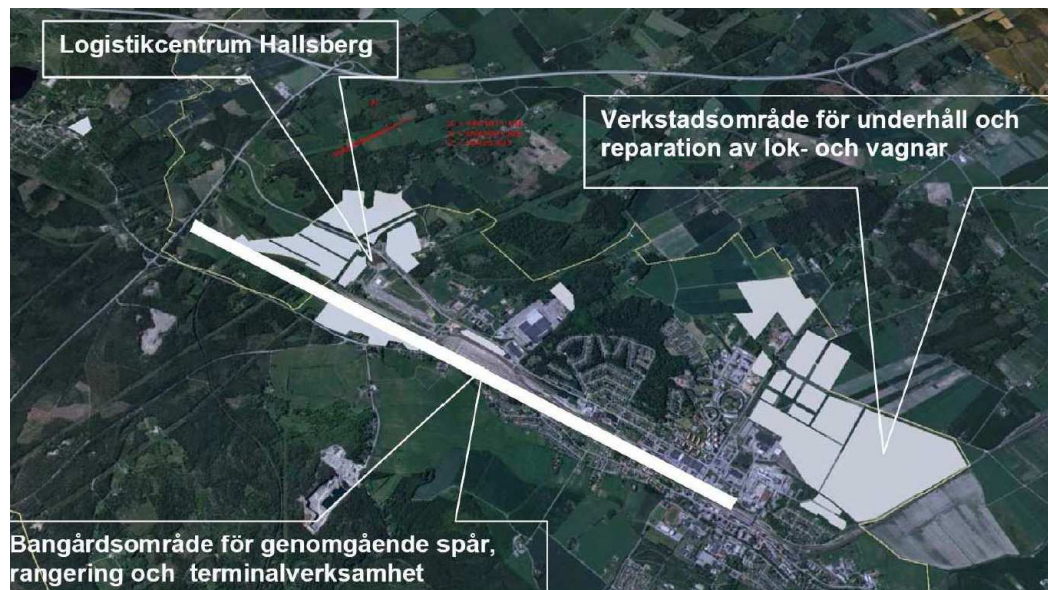 Logistikcentrum Hallsberg
Verkstadsområde för underhåll och
reparation av lok- och vagnar
Bangårdsområde för genomgående spår,
rangering och terminalverksamhet